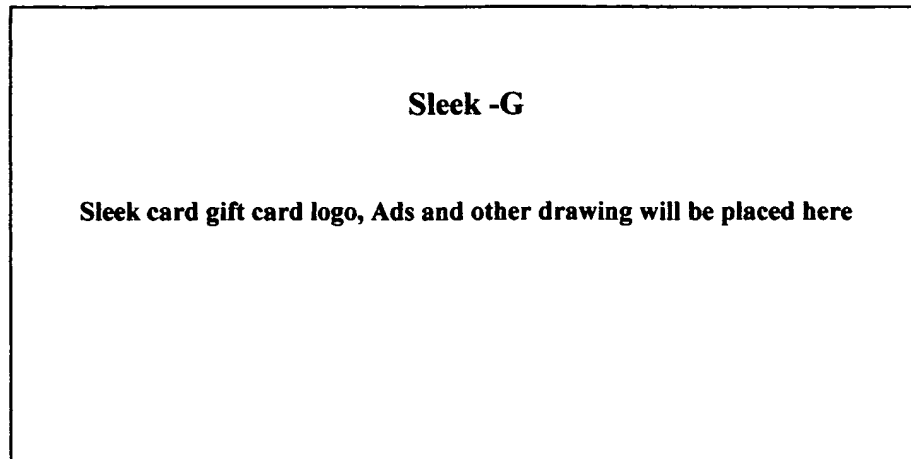 Sleek -G
Sleek card gift card logo, Ads and other drawing will be placed here